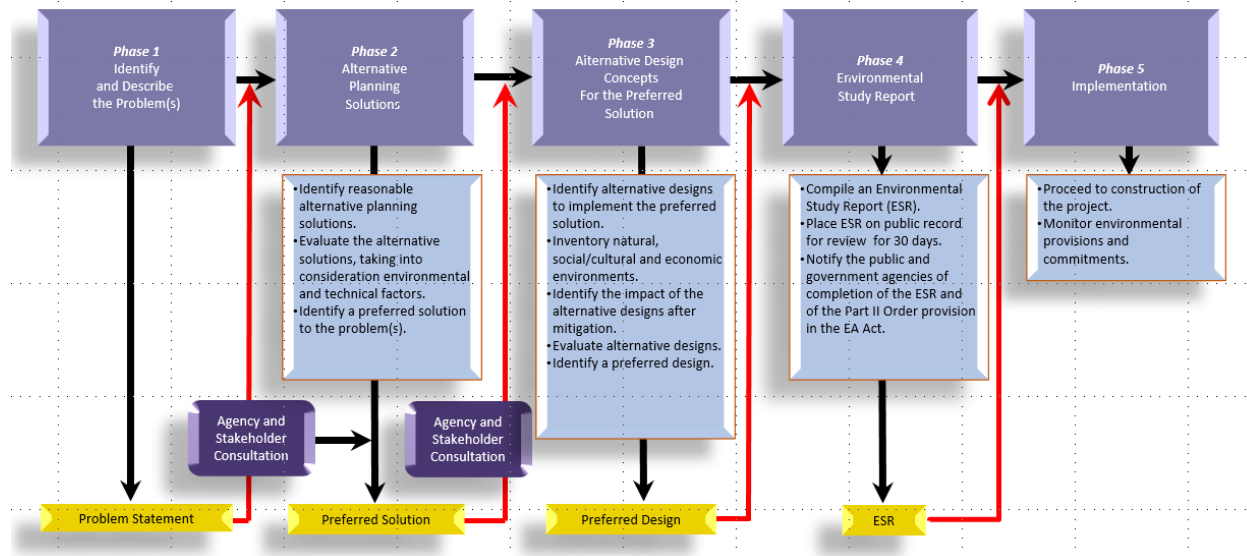 Phase 1
Identify
and Describe
the Problem(s)
Phase 2
Alternative
Planning
Solutions
Phase 3
Alternative Design
Concepts
For the Preferred
Solution
Phase 4
Environmental
Study Report
Phase 5
Implementation
•Identify reasonable
alternative planning
solutions.
•Evaluate the alternative
solutions, taking into
consideration environmental
and technical factors.
•Identify a preferred solution
to the problem(s).
•Identify alternative designs
to implement the preferred
solution.
•Inventory natural,
social/cultural and economic
environments.
•Identify the impact of the
alternative designs after
mitigation.
•Evaluate alternative designs.
•Identify a preferred design.
•Compile an Environmental
Study Report (ESR).
•Place ESR on public record
for review for 30 days.
•Notify the public and
government agencies of
completion of the ESR and
of the Part II Order provision
in the EA Act.
•Proceed to construction of
the project.
•Monitor environmental
provisions and
commitments.
Agency and
Stakeholder
Consultation
Agency and
Stakeholder
Consultation
Problem Statement
Preferred Solution
Preferred Design
ESR